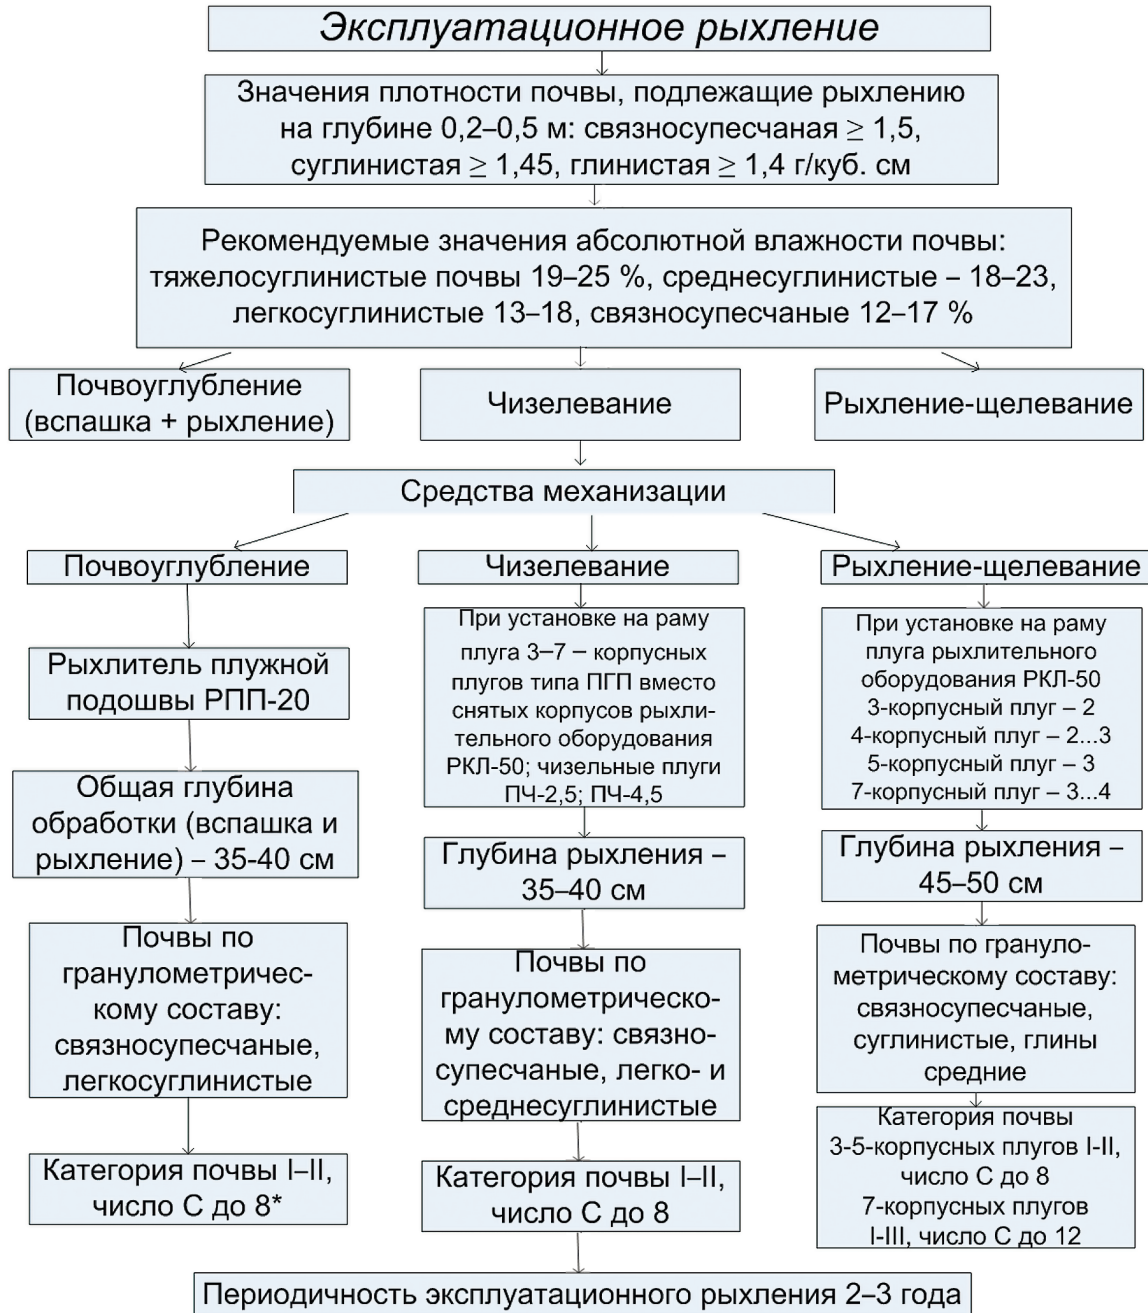 Эксплуатационное рыхление
Значения плотности почвы, подлежащие рыхлению
на глубине 0,2–0,5 м: связносупесчаная ≥ 1,5,
суглинистая ≥ 1,45, глинистая ≥ 1,4 г/куб. см
Рекомендуемые значения абсолютной влажности почвы:
тяжелосуглинистые почвы 19–25 %, среднесуглинистые – 18–23,
легкосуглинистые 13–18, связносупесчаные 12–17 %
Почвоуглубление
(вспашка + рыхление)
Чизелевание
Рыхление-щелевание
Средства механизации
Почвоуглубление
Рыхлитель плужной
подошвы РПП-20
Общая глубина
обработки (вспашка и
рыхление) – 35-40 см
Почвы по
гранулометричес-
кому составу:
связносупесчаные,
легкосуглинистые
Категория почвы I–II,
число С до 8*
Чизелевание
При установке на раму
плуга 3–7 – корпусных
плугов типа ПГП вместо
снятых корпусов рыхли-
тельного оборудования
РКЛ-50; чизельные плуги
ПЧ-2,5; ПЧ-4,5
Глубина рыхления –
35–40 см
Почвы по
гранулометрическо-
му составу: связно-
супесчаные, легко- и
среднесуглинистые
Категория почвы I–II,
число С до 8
Рыхление-щелевание
При установке на раму
плуга рыхлительного
оборудования РКЛ-50
3-корпусный плуг – 2
4-корпусный плуг – 2...3
5-корпусный плуг – 3
7-корпусный плуг – 3...4
Глубина рыхления –
45–50 см
Почвы по грануло-
метрическому составу:
связносупесчаные,
суглинистые, глины
средние
Категория почвы
3-5-корпусных плугов I-II,
число С до 8
7-корпусных плугов
I-III, число С до 12
Периодичность эксплуатационного рыхления 2–3 года